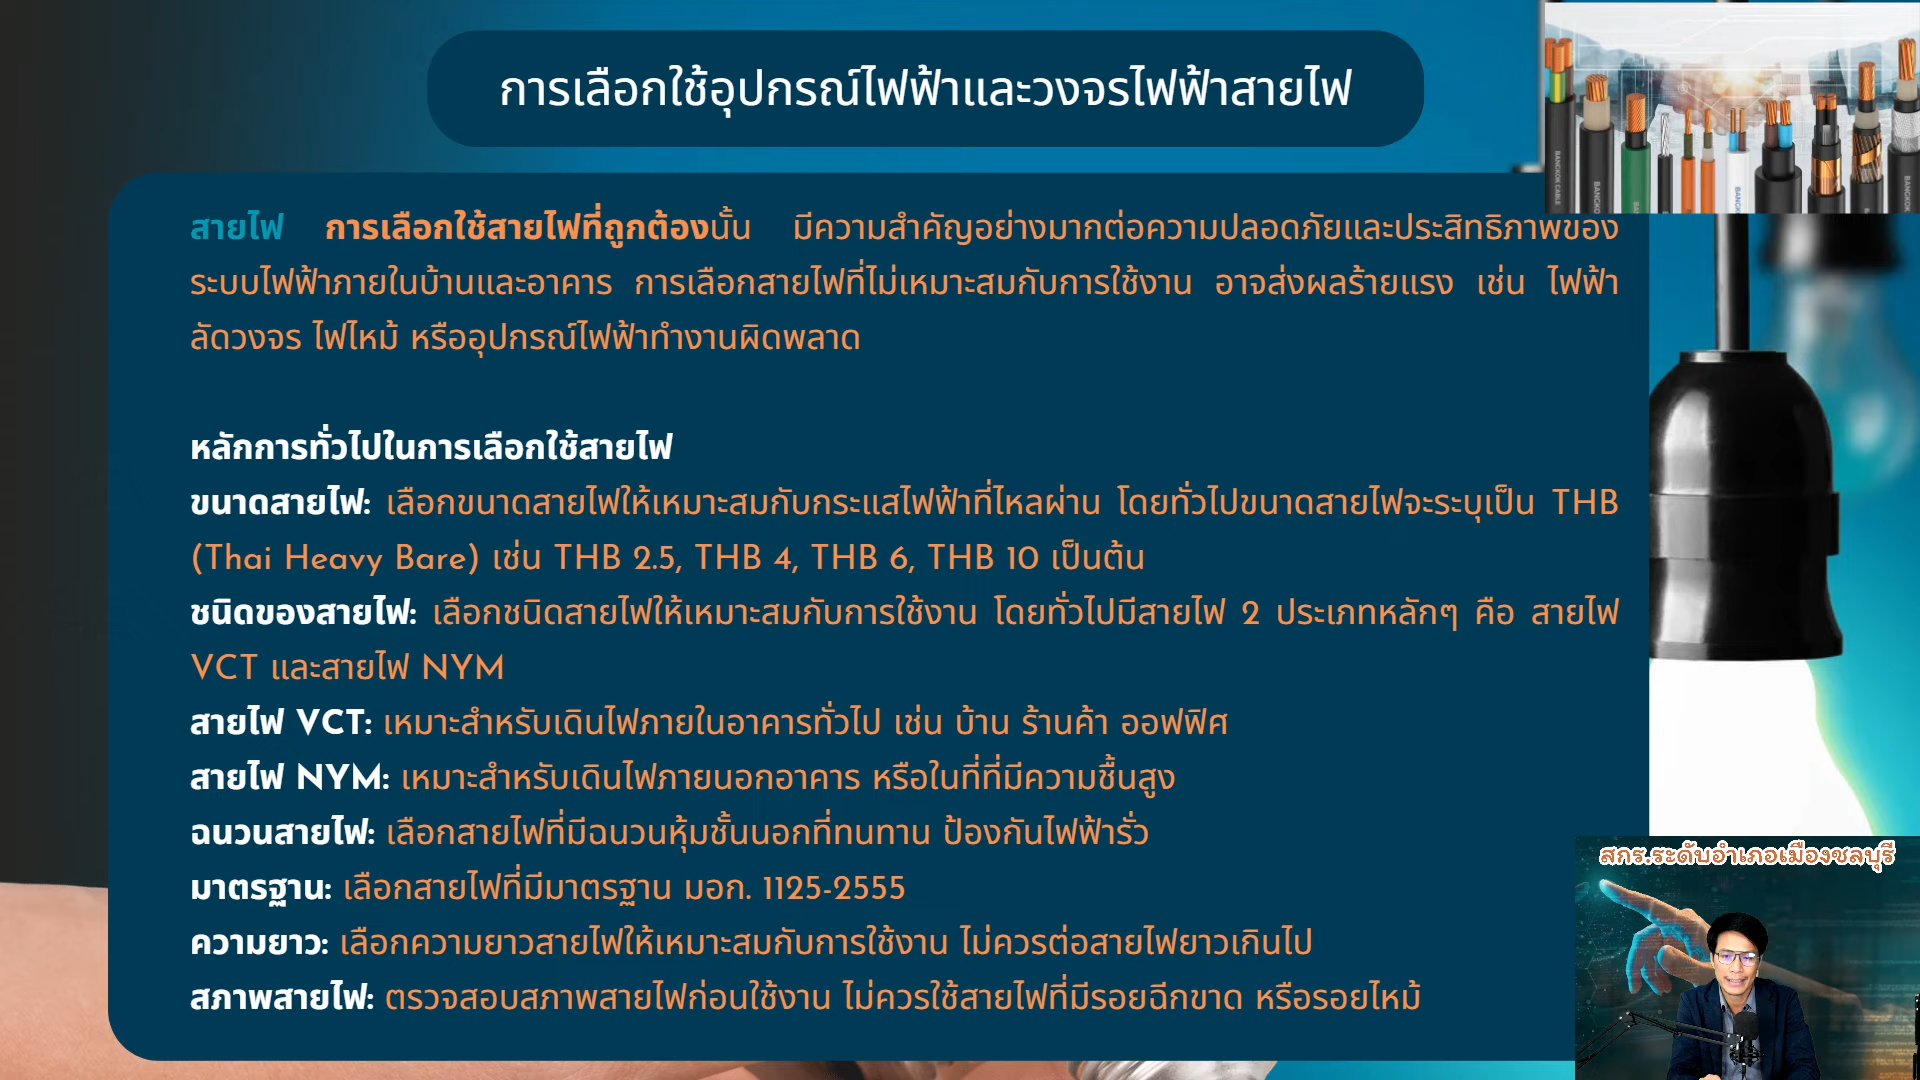 การเลือกใช้อุปกรณ์ไฟฟ้าและวงจรไฟฟ้าสายไฟ
สายไฟ การเลือกใช้สายไฟที่ถูกต้องนั้น มีความสำคัญอย่างมากต่อความปลอดภัยและประสิทธิภาพของ
ระบบไฟฟ้าภายในบ้านและอาคาร การเลือกสายไฟที่ไม่เหมาะสมกับการใช้งาน อาจส่งผลร้ายแรง เช่น ไฟฟ้า
ลัดวงจร ไฟไหม้ หรืออุปกรณ์ไฟฟ้าทำงานผิดพลาด
หลักการทั่วไปในการเลือกใช้สายไฟ
ขนาดสายไฟ: เลือกขนาดสายไฟให้เหมาะสมกับกระแสไฟฟ้าที่ไหลผ่าน โดยทั่วไปขนาดสายไฟจะระบุเป็น THB
(Thai Heavy Bare) เช่น THB 2.5, THB 4, THB 6, THB 10 เป็นต้น
ชนิดของสายไฟ: เลือกชนิดสายไฟให้เหมาะสมกับการใช้งาน โดยทั่วไปมีสายไฟ 2 ประเภทหลักๆ คือ สายไฟ
VCT และสายไฟ NYM
สายไฟ VCT: เหมาะสำหรับเดินไฟภายในอาคารทั่วไป เช่น บ้าน ร้านค้า ออฟฟิศ
สายไฟ NYM: เหมาะสำหรับเดินไฟภายนอกอาคาร หรือในที่ที่มีความชื้นสูง
ฉนวนสายไฟ: เลือกสายไฟที่มีฉนวนหุ้มชั้นนอกที่ทนทาน ป้องกันไฟฟ้ารั่ว
มาตรฐาน: เลือกสายไฟที่มีมาตรฐาน มอก. 1125-2555
ความยาว: เลือกความยาวสายไฟให้เหมาะสมกับการใช้งาน ไม่ควรต่อสายไฟยาวเกินไป
สภาพสายไฟ: ตรวจสอบสภาพสายไฟก่อนใช้งาน ไม่ควรใช้สายไฟที่มีรอยฉีกขาด หรือรอยไหม้
สกร.ระดับอำเภอเมืองชลบุรี
BANGKOK CABLE